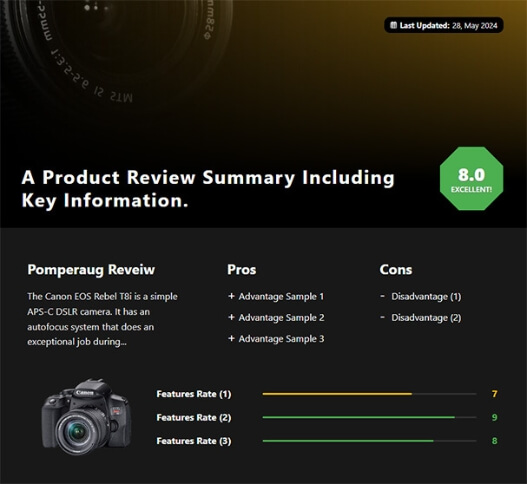 Last Updated: 28, May 2024
A Product Review Summary Including
Key Information.
8.0
EXCELLENT!
Pomperaug Reveiw
The Canon EOS Rebel T8i is a simple
APS-C DSLR camera. It has an
autofocus system that does an
exceptional job during...
Pros
+ Advantage Sample 1
+ Advantage Sample 2
+ Advantage Sample 3
Cons
- Disadvantage (1)
- Disadvantage (2)
Canon
Features Rate (1) 7
Features Rate (2) 9
Features Rate (3) 8